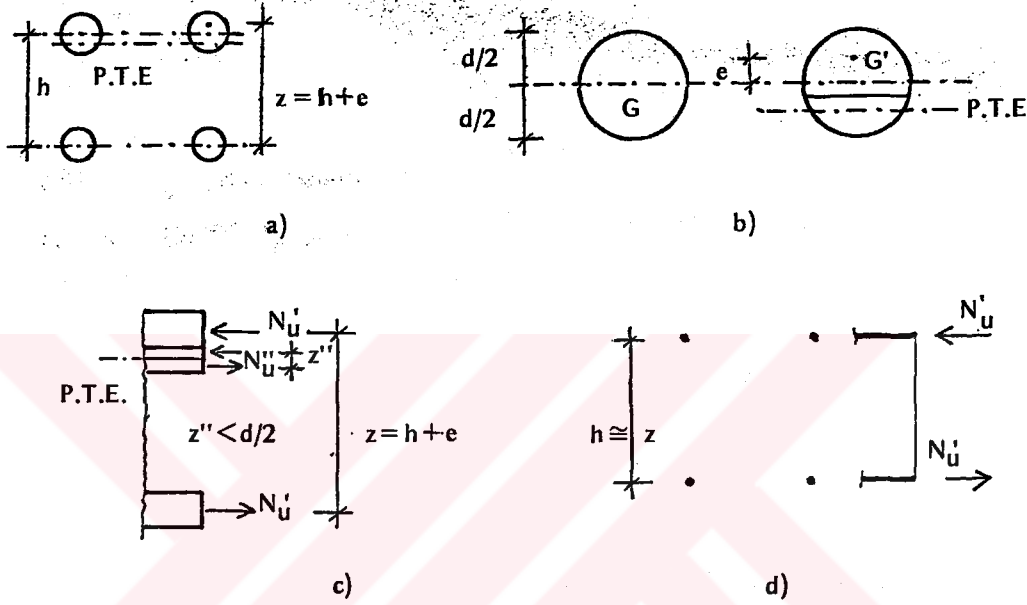 h
P.T.E
z = h+e
a)
d/2
d/2
G
e
G'
P.T.E
b)
N'u
N''u
z''
P.T.E.
z''<d/2
z = h+e
N'u
c)
N'u
h ≅ z
N'u
d)